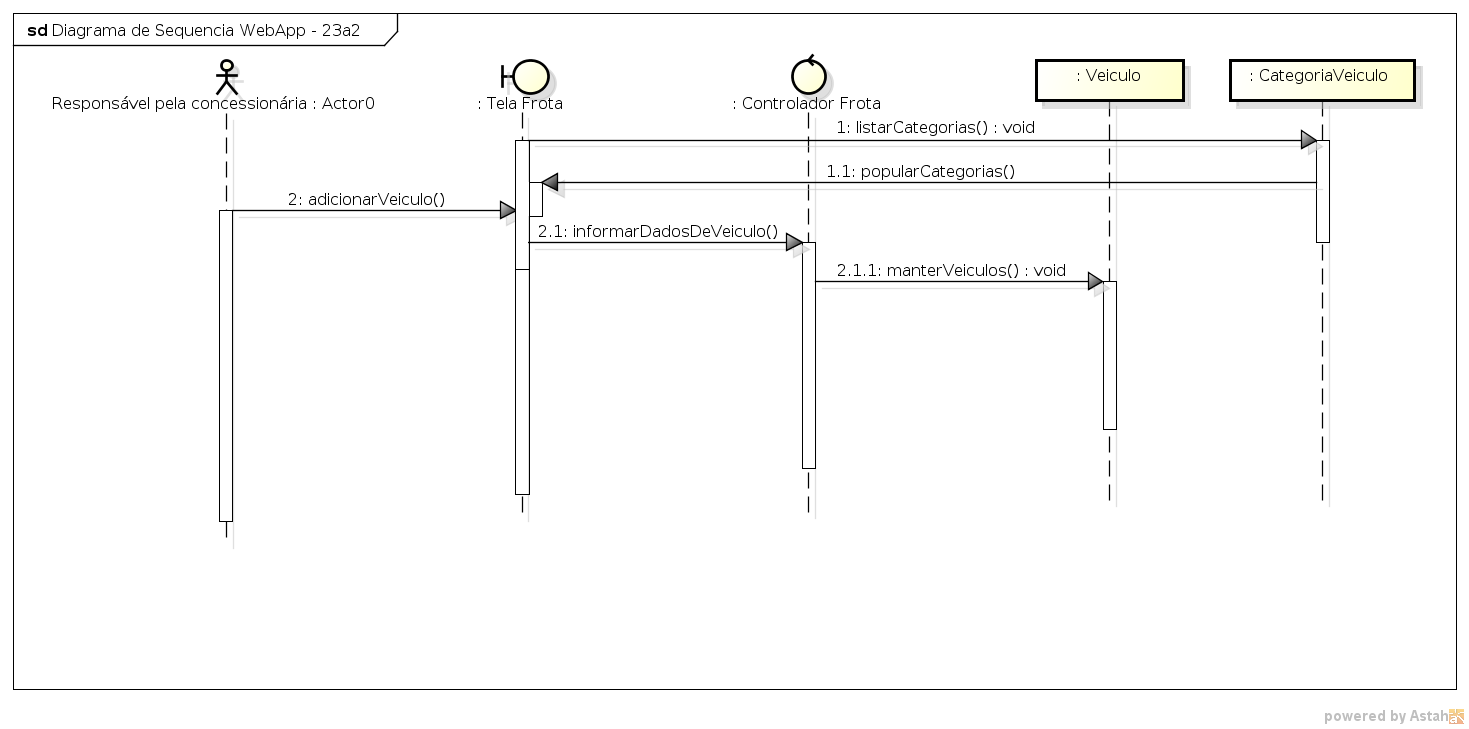 sd Diagrama de Sequencia WebApp - 23a2
Responsável pela concessionária : Actor0
: Tela Frota
: Controlador Frota
: Veiculo
: CategoriaVeiculo
1: listarCategorias() : void
1.1: popularCategorias()
2: adicionarVeiculo()
2.1: informarDadosDeVeiculo()
2.1.1: manterVeiculos() : void
powered by Astah